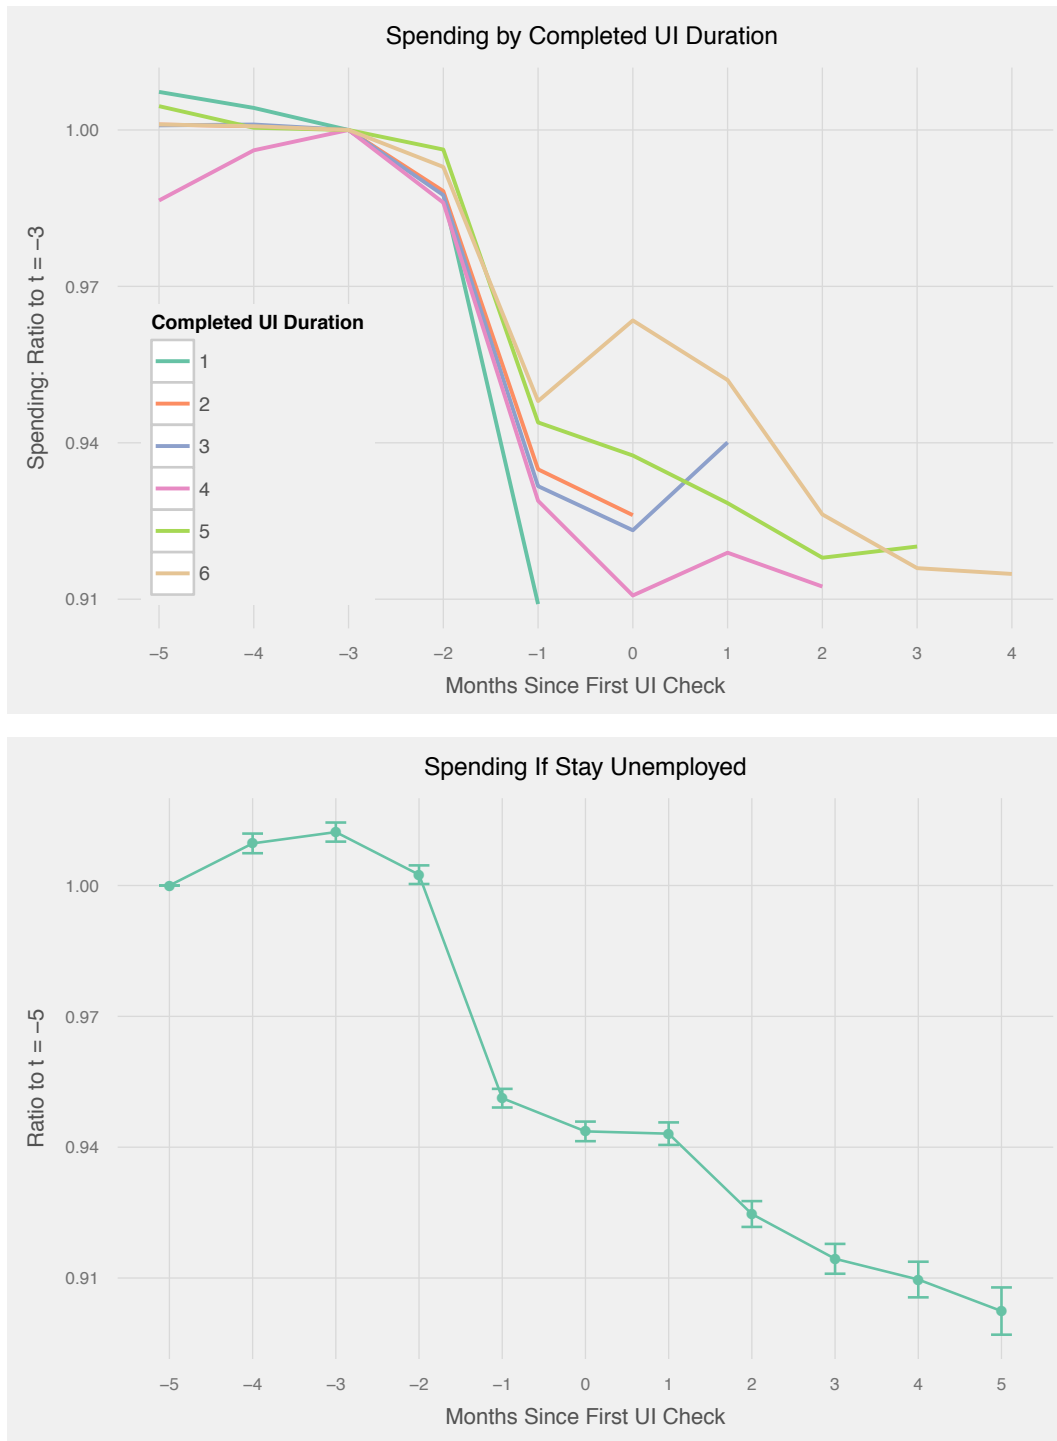 Spending by Completed UI Duration
Spending: Ratio to t = −3
1.00
0.97
0.94
0.91
Completed UI Duration
1
2
3
4
5
6
−5 −4 −3 −2 −1 0 1 2 3 4
Months Since First UI Check
Spending If Stay Unemployed
Ratio to t = −5
1.00
0.97
0.94
0.91
−5 −4 −3 −2 −1 0 1 2 3 4 5
Months Since First UI Check